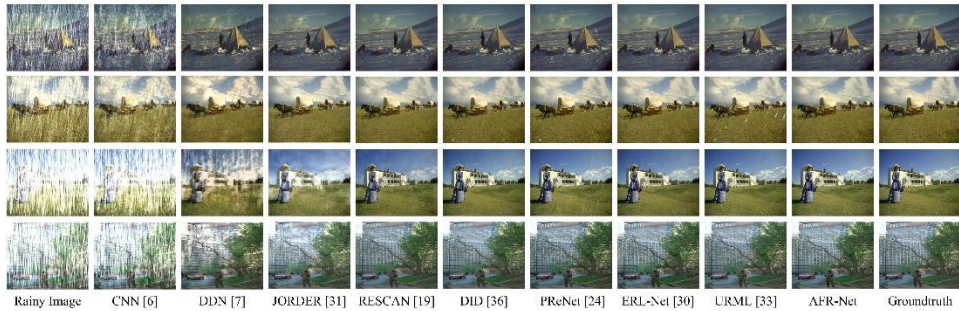 Rainy Image CNN [6] DDN [7] JORDER [31] RESCAN [19] DID [36] PReNet [24] ERL-Net [30] URML [33] AFR-Net Groundtruth